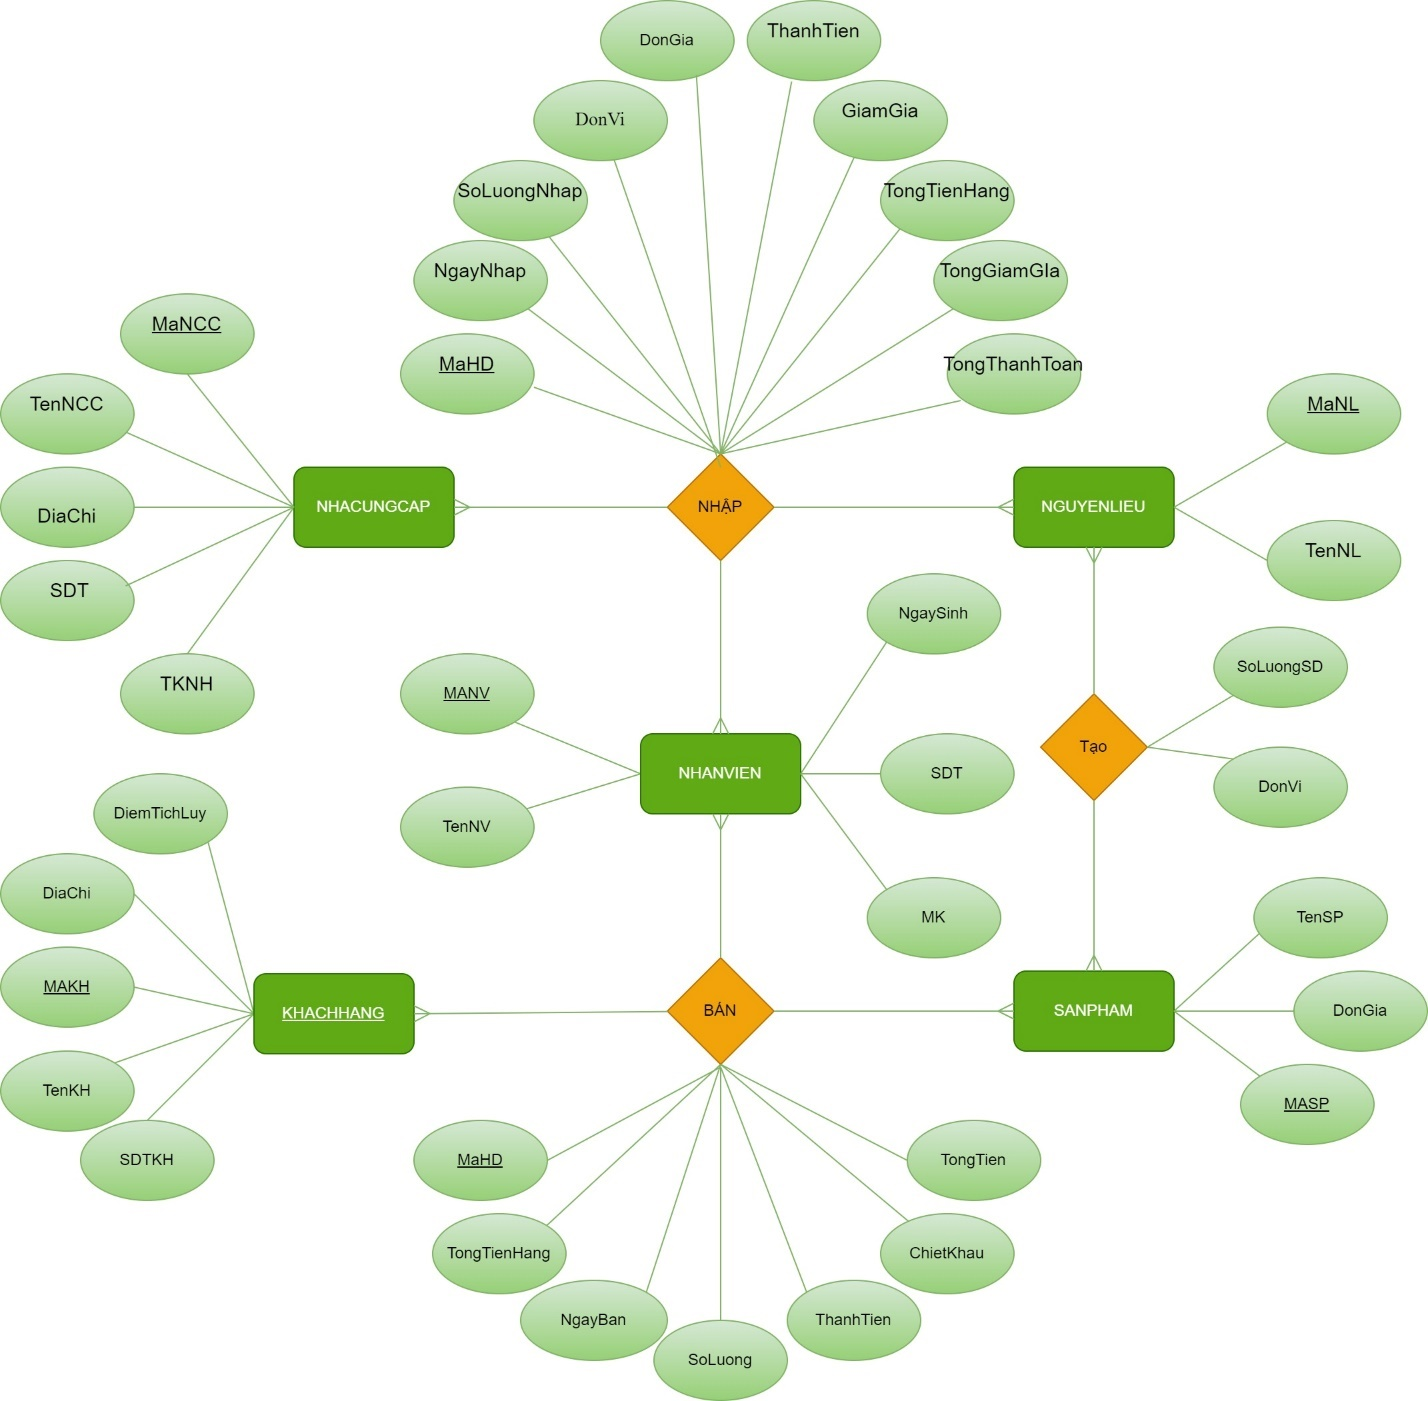 DonGia
ThanhTien
DonVi
GiamGia
SoLuongNhap
TongTienHang
NgayNhap
TongGiamGIa
MaNCC
MaHD
TongThanhToan
TenNCC
MaNL
DiaChi
NHACUNGCAP
NHẬP
NGUYENLIEU
SDT
TenNL
NgaySinh
TKNH
MANV
SoLuongSD
NHANVIEN
SDT
Tạo
DonVi
DiemTichLuy
TenNV
DiaChi
MK
TenSP
MAKH
KHACHHANG
BÁN
SANPHAM
DonGia
TenKH
MASP
SDTKH
MaHD
TongTien
TongTienHang
ChietKhau
NgayBan
ThanhTien
SoLuong